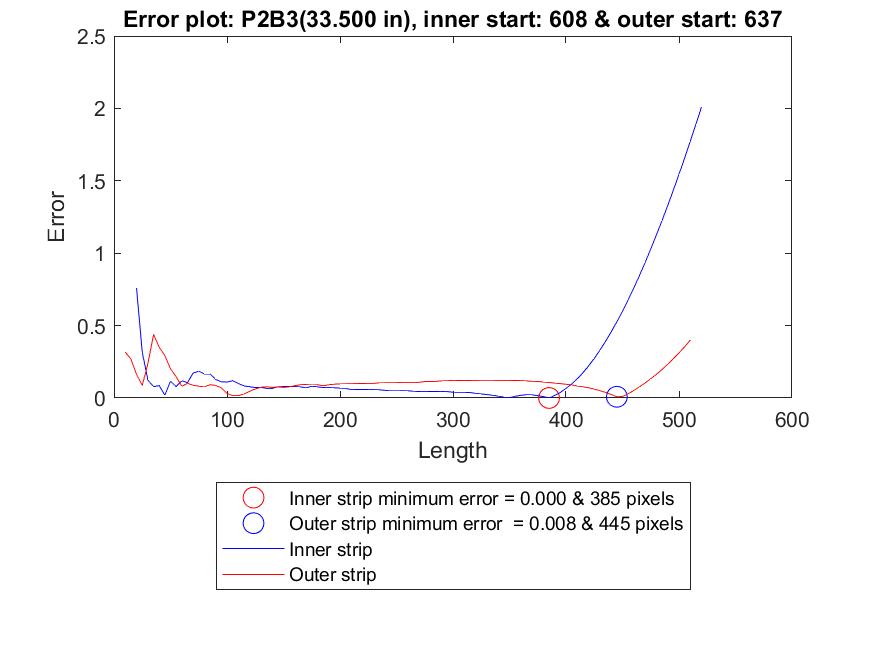 Error plot: P2B3(33.500 in), inner start: 608 & outer start: 637
2.5
2
1.5
1
0.5
0
Error
0 100 200 300 400 500 600
Length
Inner strip minimum error = 0.000 & 385 pixels
Outer strip minimum error  = 0.008 & 445 pixels
Inner strip
Outer strip